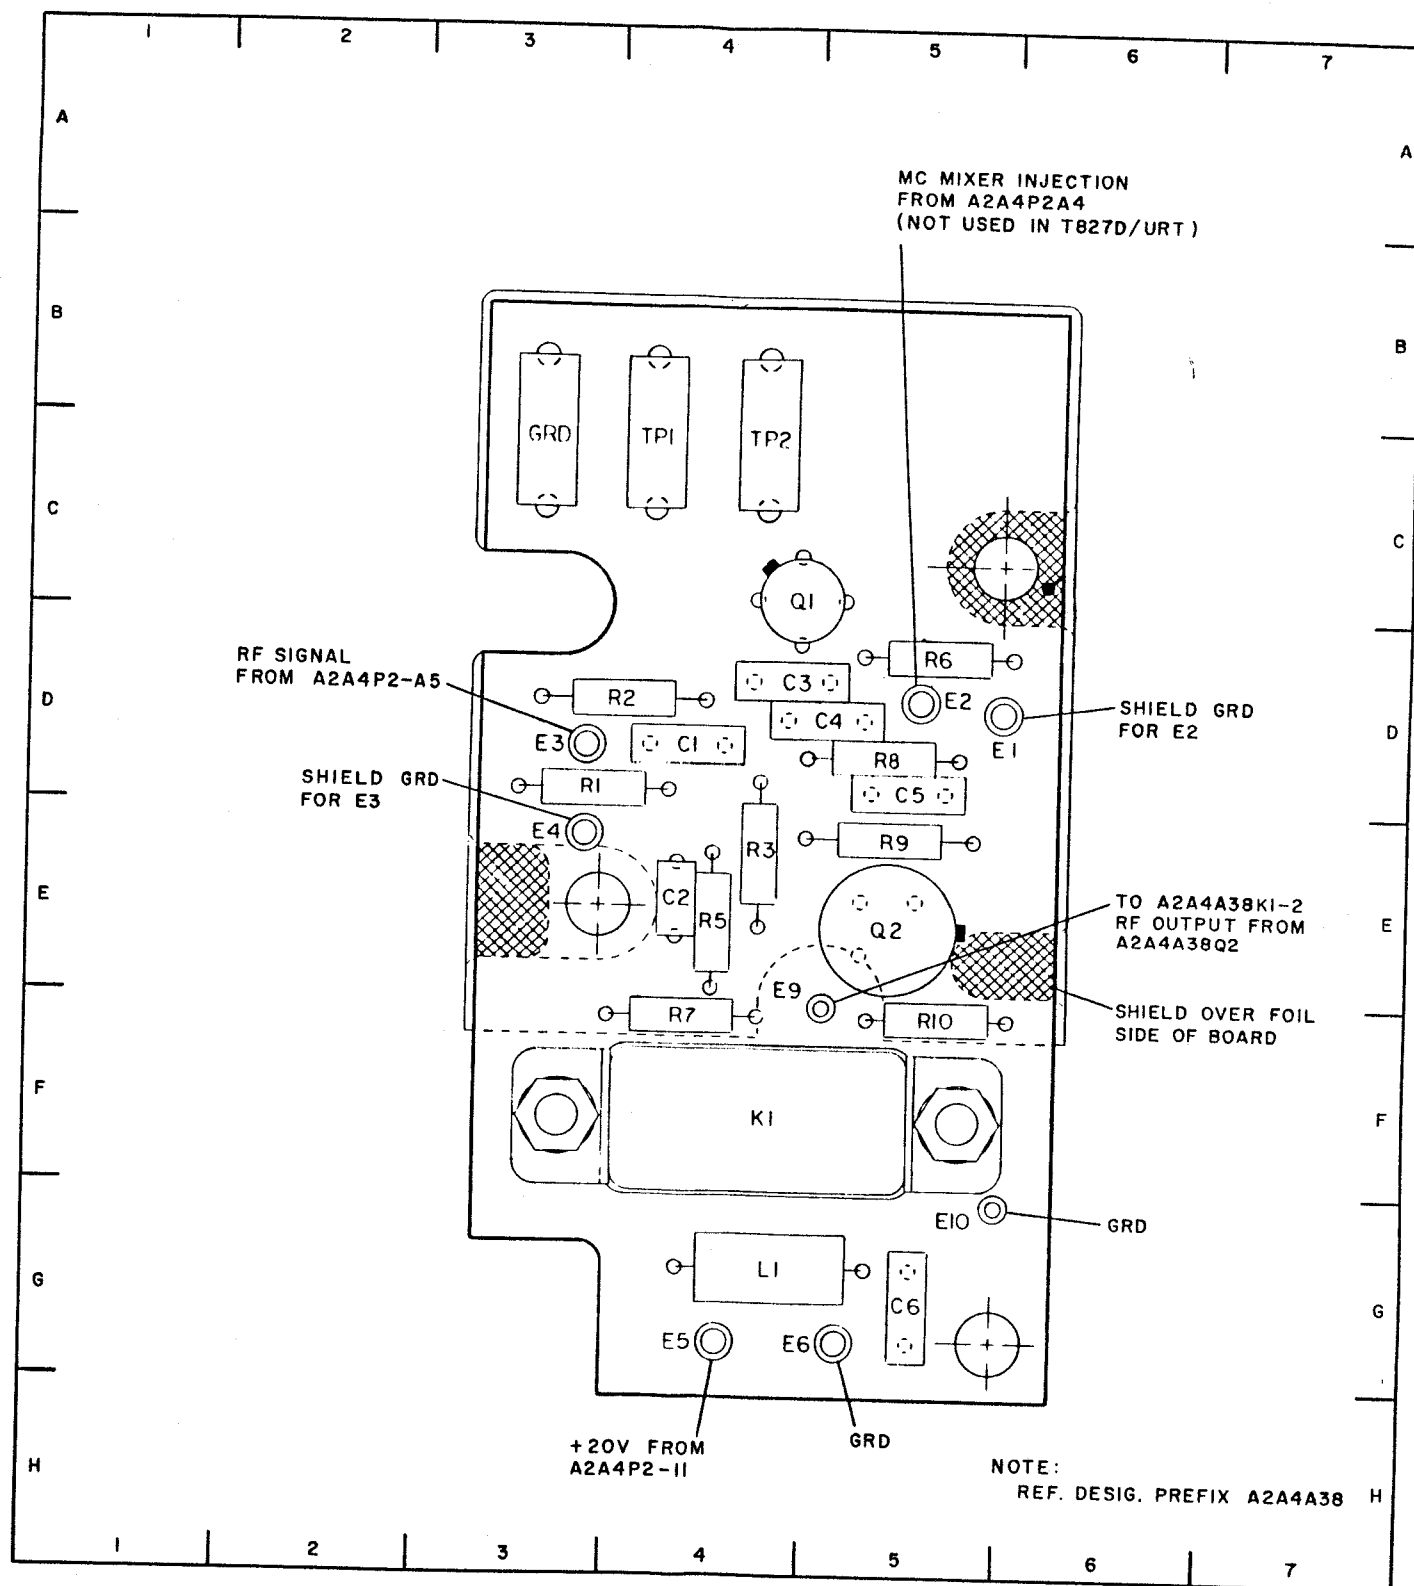 1 2 3 4 5 6 7
A
A
MC MIXER INJECTION
FROM A2A4P2A4
(NOT USED IN T827D/URT)
B
B
GRD TP1 TP2
C
C
Q1
RF SIGNAL
FROM A2A4P2-A5
R6
C3
D
R2
E2
SHIELD GRD
FOR E2
C4
D
E3
C1
E1
R8
SHIELD GRD
FOR E3
R1
C5
E4
R3
R9
E
C2
R5
Q2
TO A2A4A38K1-2
RF OUTPUT FROM
A2A4A38Q2
E
E9
R7
R10
SHIELD OVER FOIL
SIDE OF BOARD
F
K1
F
E10
GRD
G
L1
C6
G
E5
E6
+20V FROM
A2A4P2-11
GRD
H
NOTE:
REF. DESIG. PREFIX A2A4A38
H
1 2 3 4 5 6 7